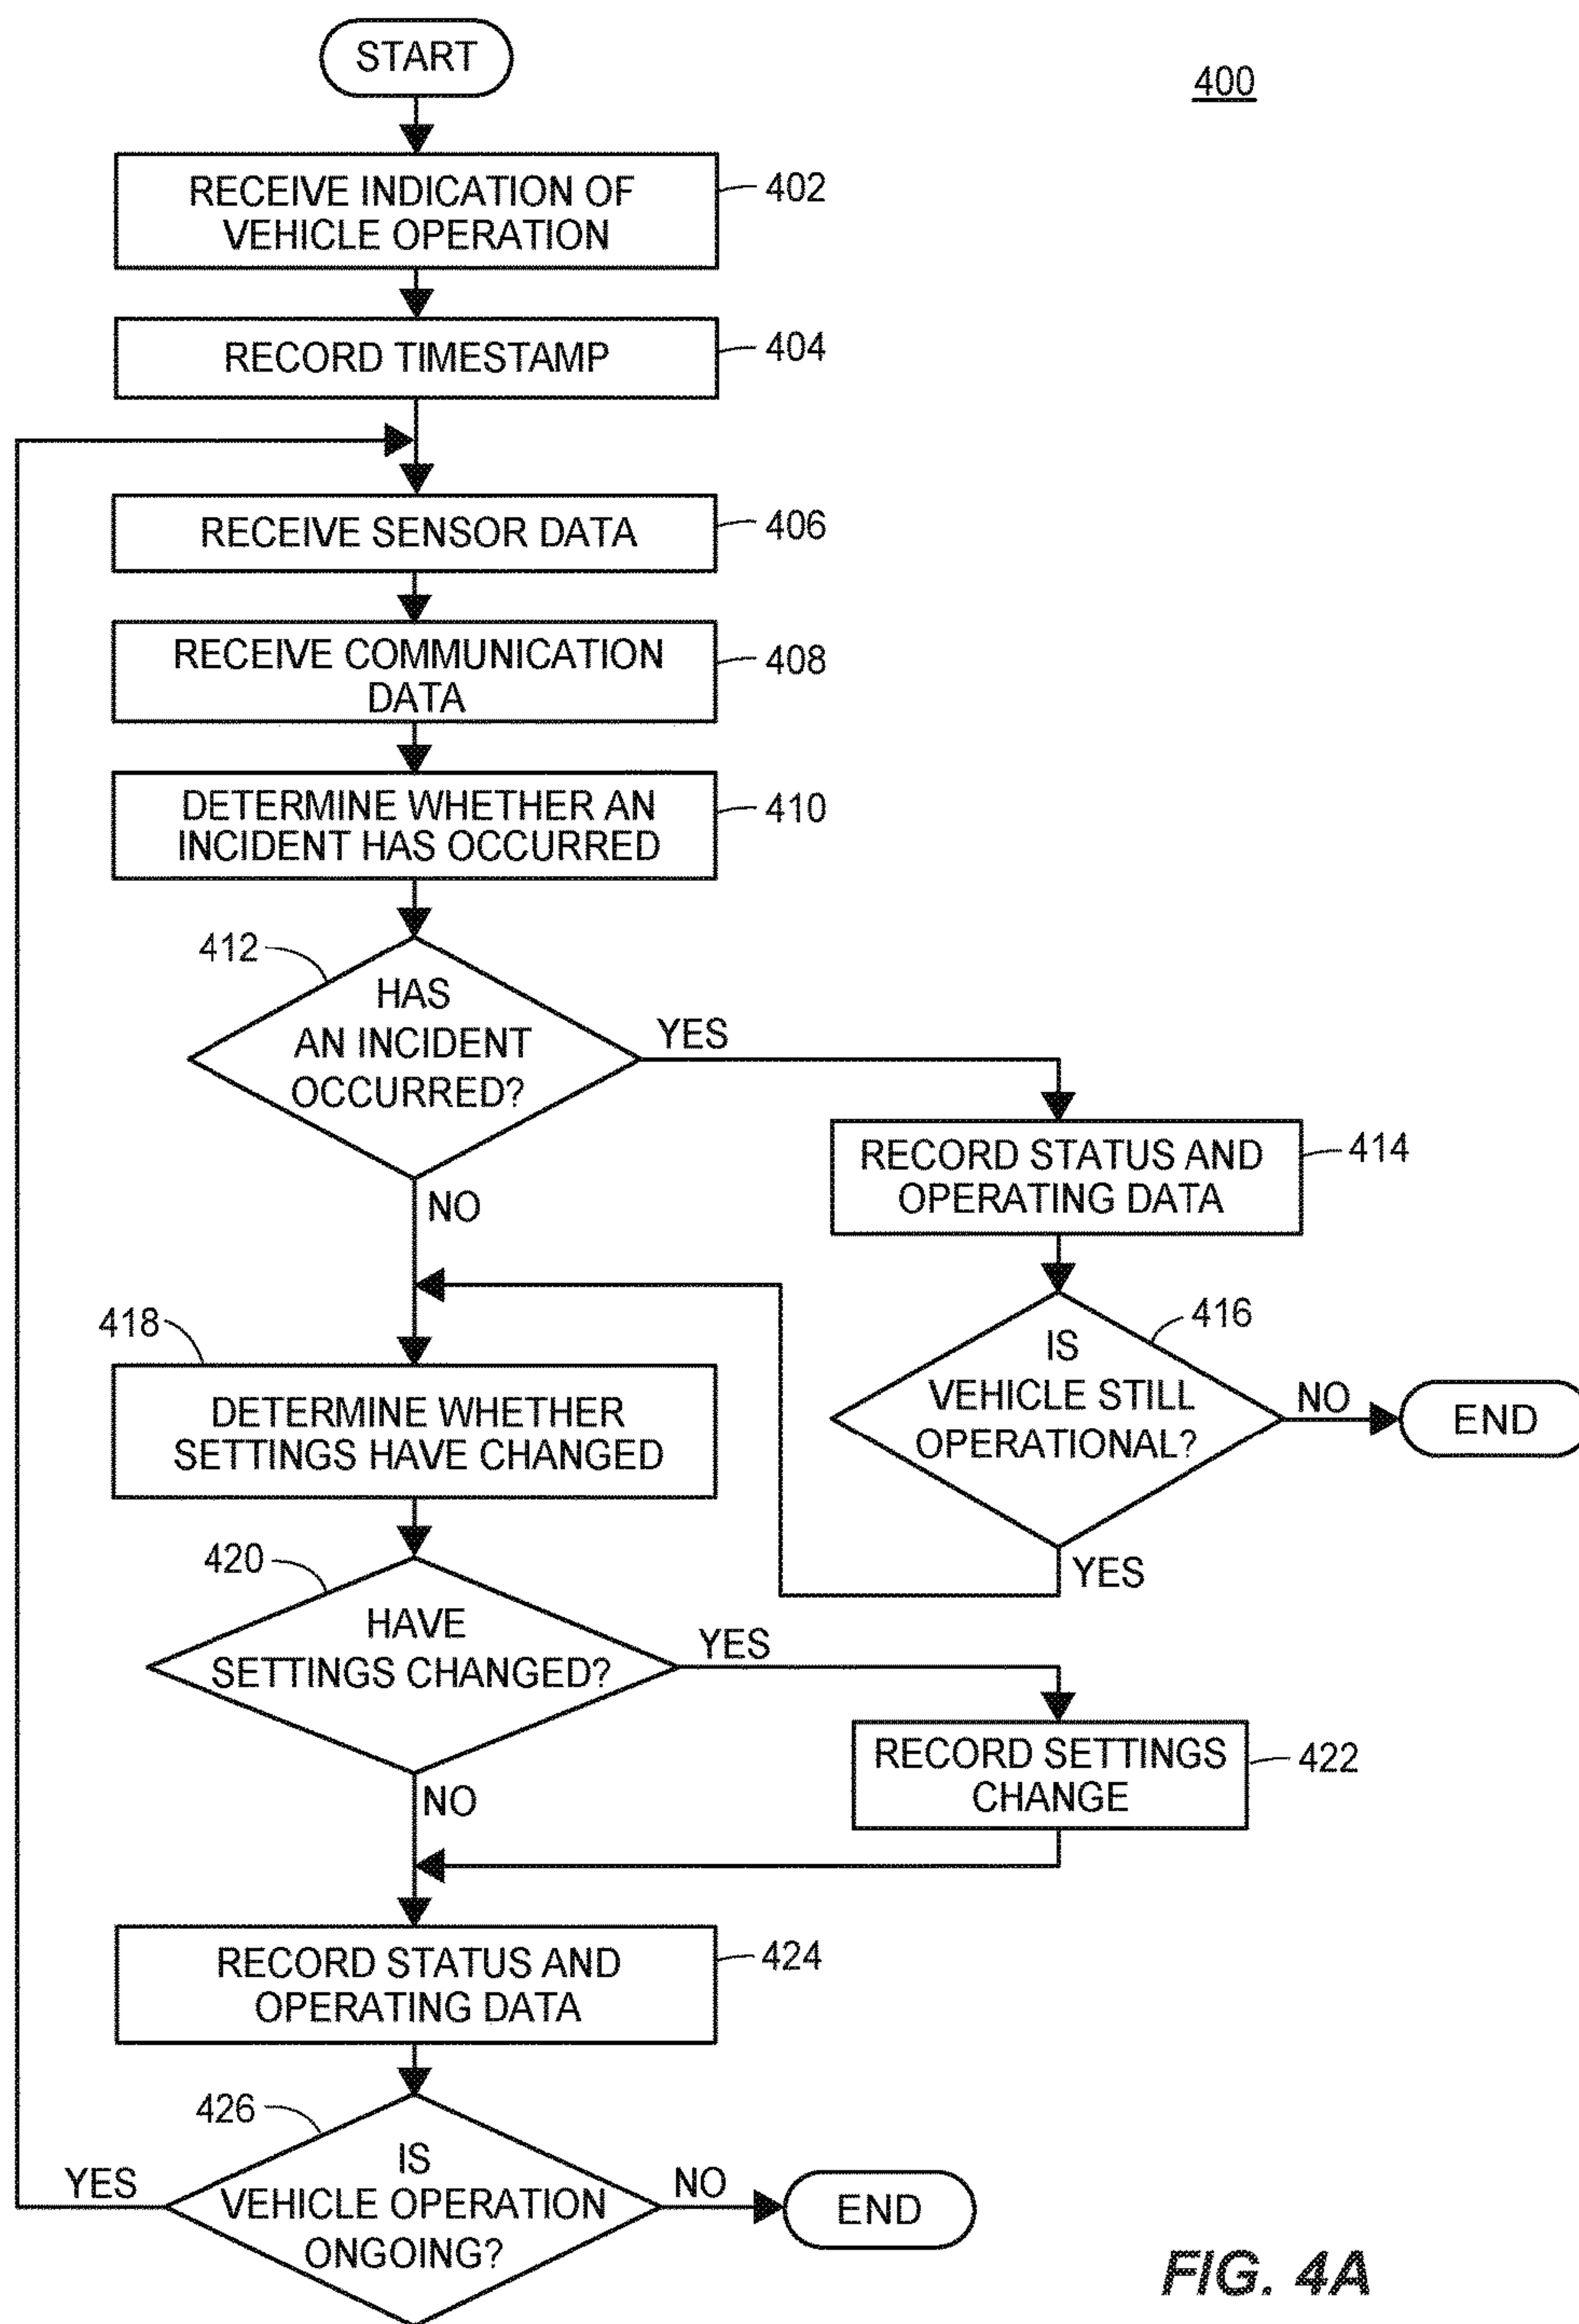 START
400
RECEIVE INDICATION OF
VEHICLE OPERATION
402
RECORD TIMESTAMP
404
RECEIVE SENSOR DATA
406
RECEIVE COMMUNICATION
DATA
408
DETERMINE WHETHER AN
INCIDENT HAS OCCURRED
410
412
HAS
AN INCIDENT
OCCURRED?
YES
NO
RECORD STATUS AND
OPERATING DATA
414
416
IS
VEHICLE STILL
OPERATIONAL?
NO
END
YES
418
DETERMINE WHETHER
SETTINGS HAVE CHANGED
420
HAVE
SETTINGS CHANGED?
YES
NO
RECORD SETTINGS
CHANGE
422
RECORD STATUS AND
OPERATING DATA
424
426
IS
VEHICLE OPERATION
ONGOING?
YES
NO
END
FIG. 4A